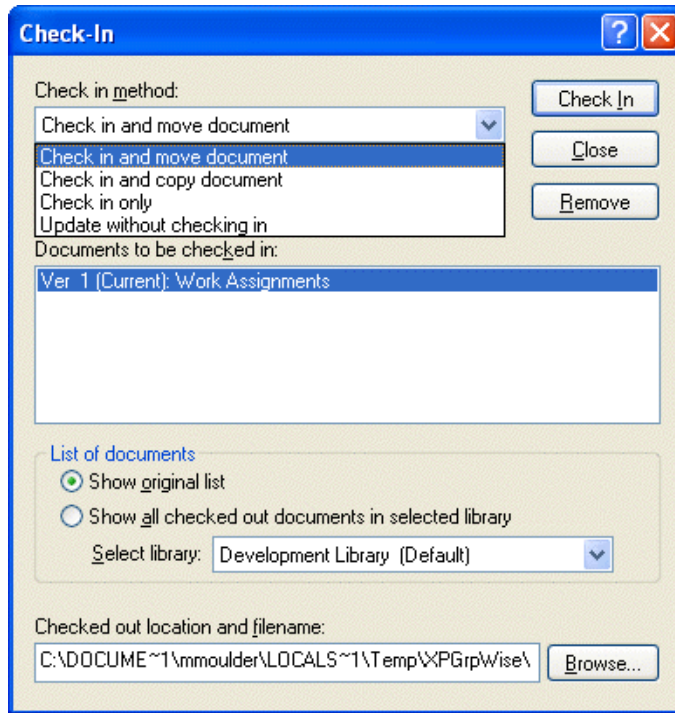 Check-In
Check in method:
Check in and move document
Check In
Check in and move document
Check in and copy document
Check in only
Update without checking in
Close
Remove
Documents to be checked in:
Ver 1 (Current): Work Assignments
List of documents
Show original list
Show all checked out documents in selected library
Select library: Development Library (Default)
Checked out location and filename:
C:\DOCUME~1\mmoulder\LOCALS~1\Temp\XPGrpWise\ Browse...